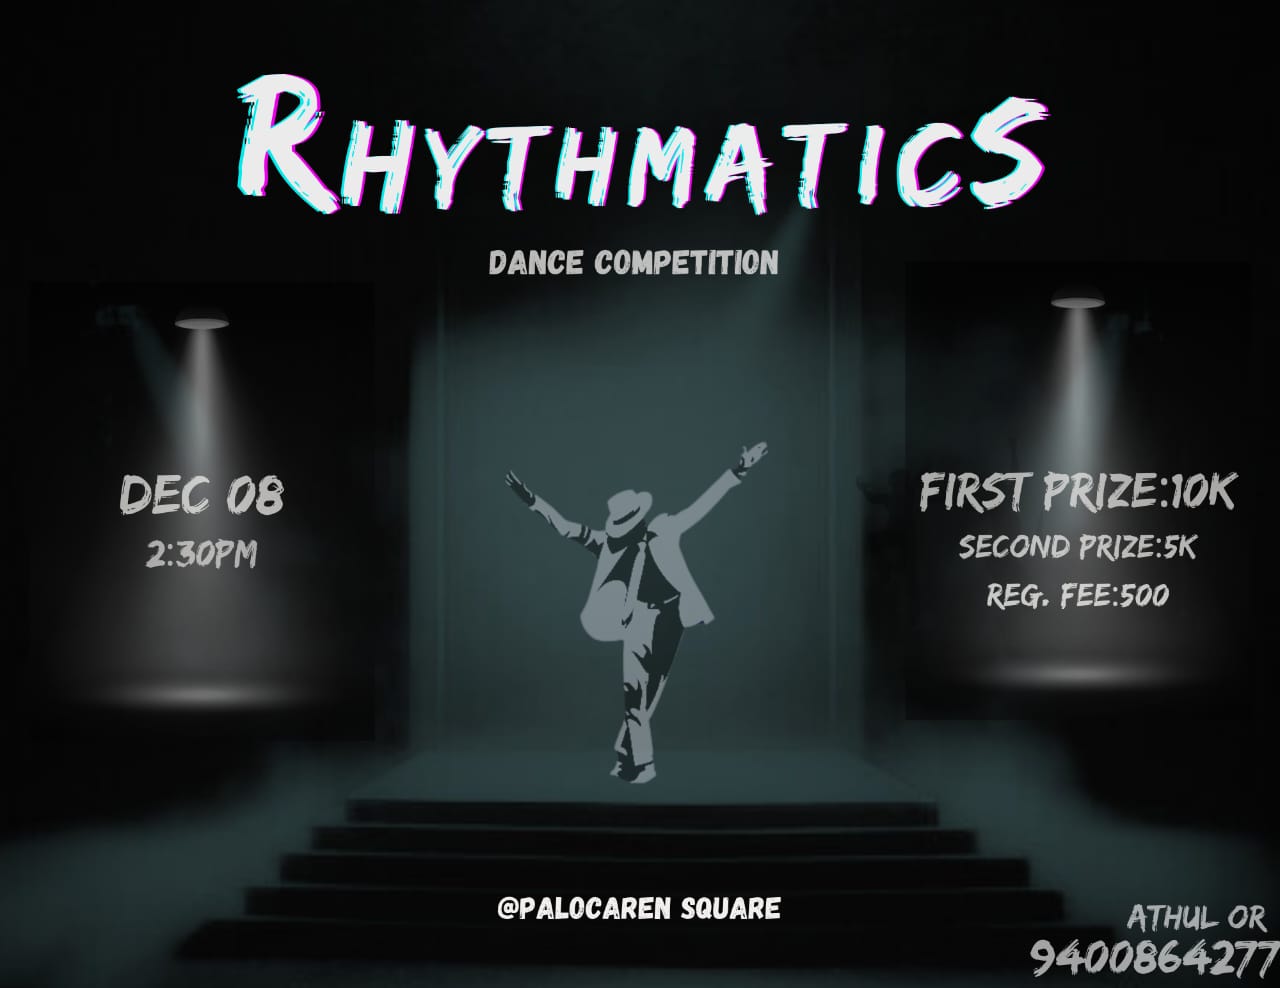 RHYTHMATICS
DANCE COMPETITION
DEC 08
2:30PM
FIRST PRIZE:10K
SECOND PRIZE:5K
REG. FEE:500
@PALOCAREN SQUARE
ATHUL OR
9400864277